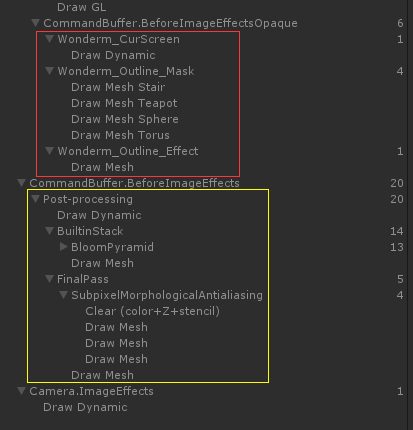 Draw GL
CommandBuffer.BeforeImageEffectsOpaque 6
Wonderm_CurScreen 1
Draw Dynamic
Wonderm_Outline_Mask 4
Draw Mesh Stair
Draw Mesh Teapot
Draw Mesh Sphere
Draw Mesh Torus
Wonderm_Outline_Effect 1
Draw Mesh
CommandBuffer.BeforeImageEffects 20
Post-processing 20
Draw Dynamic
BuiltinStack 14
BloomPyramid 13
Draw Mesh
FinalPass 5
SubpixelMorphologicalAntialiasing 4
Clear (color+Z+stencil)
Draw Mesh
Draw Mesh
Draw Mesh
Draw Mesh
Camera.ImageEffects 1
Draw Dynamic